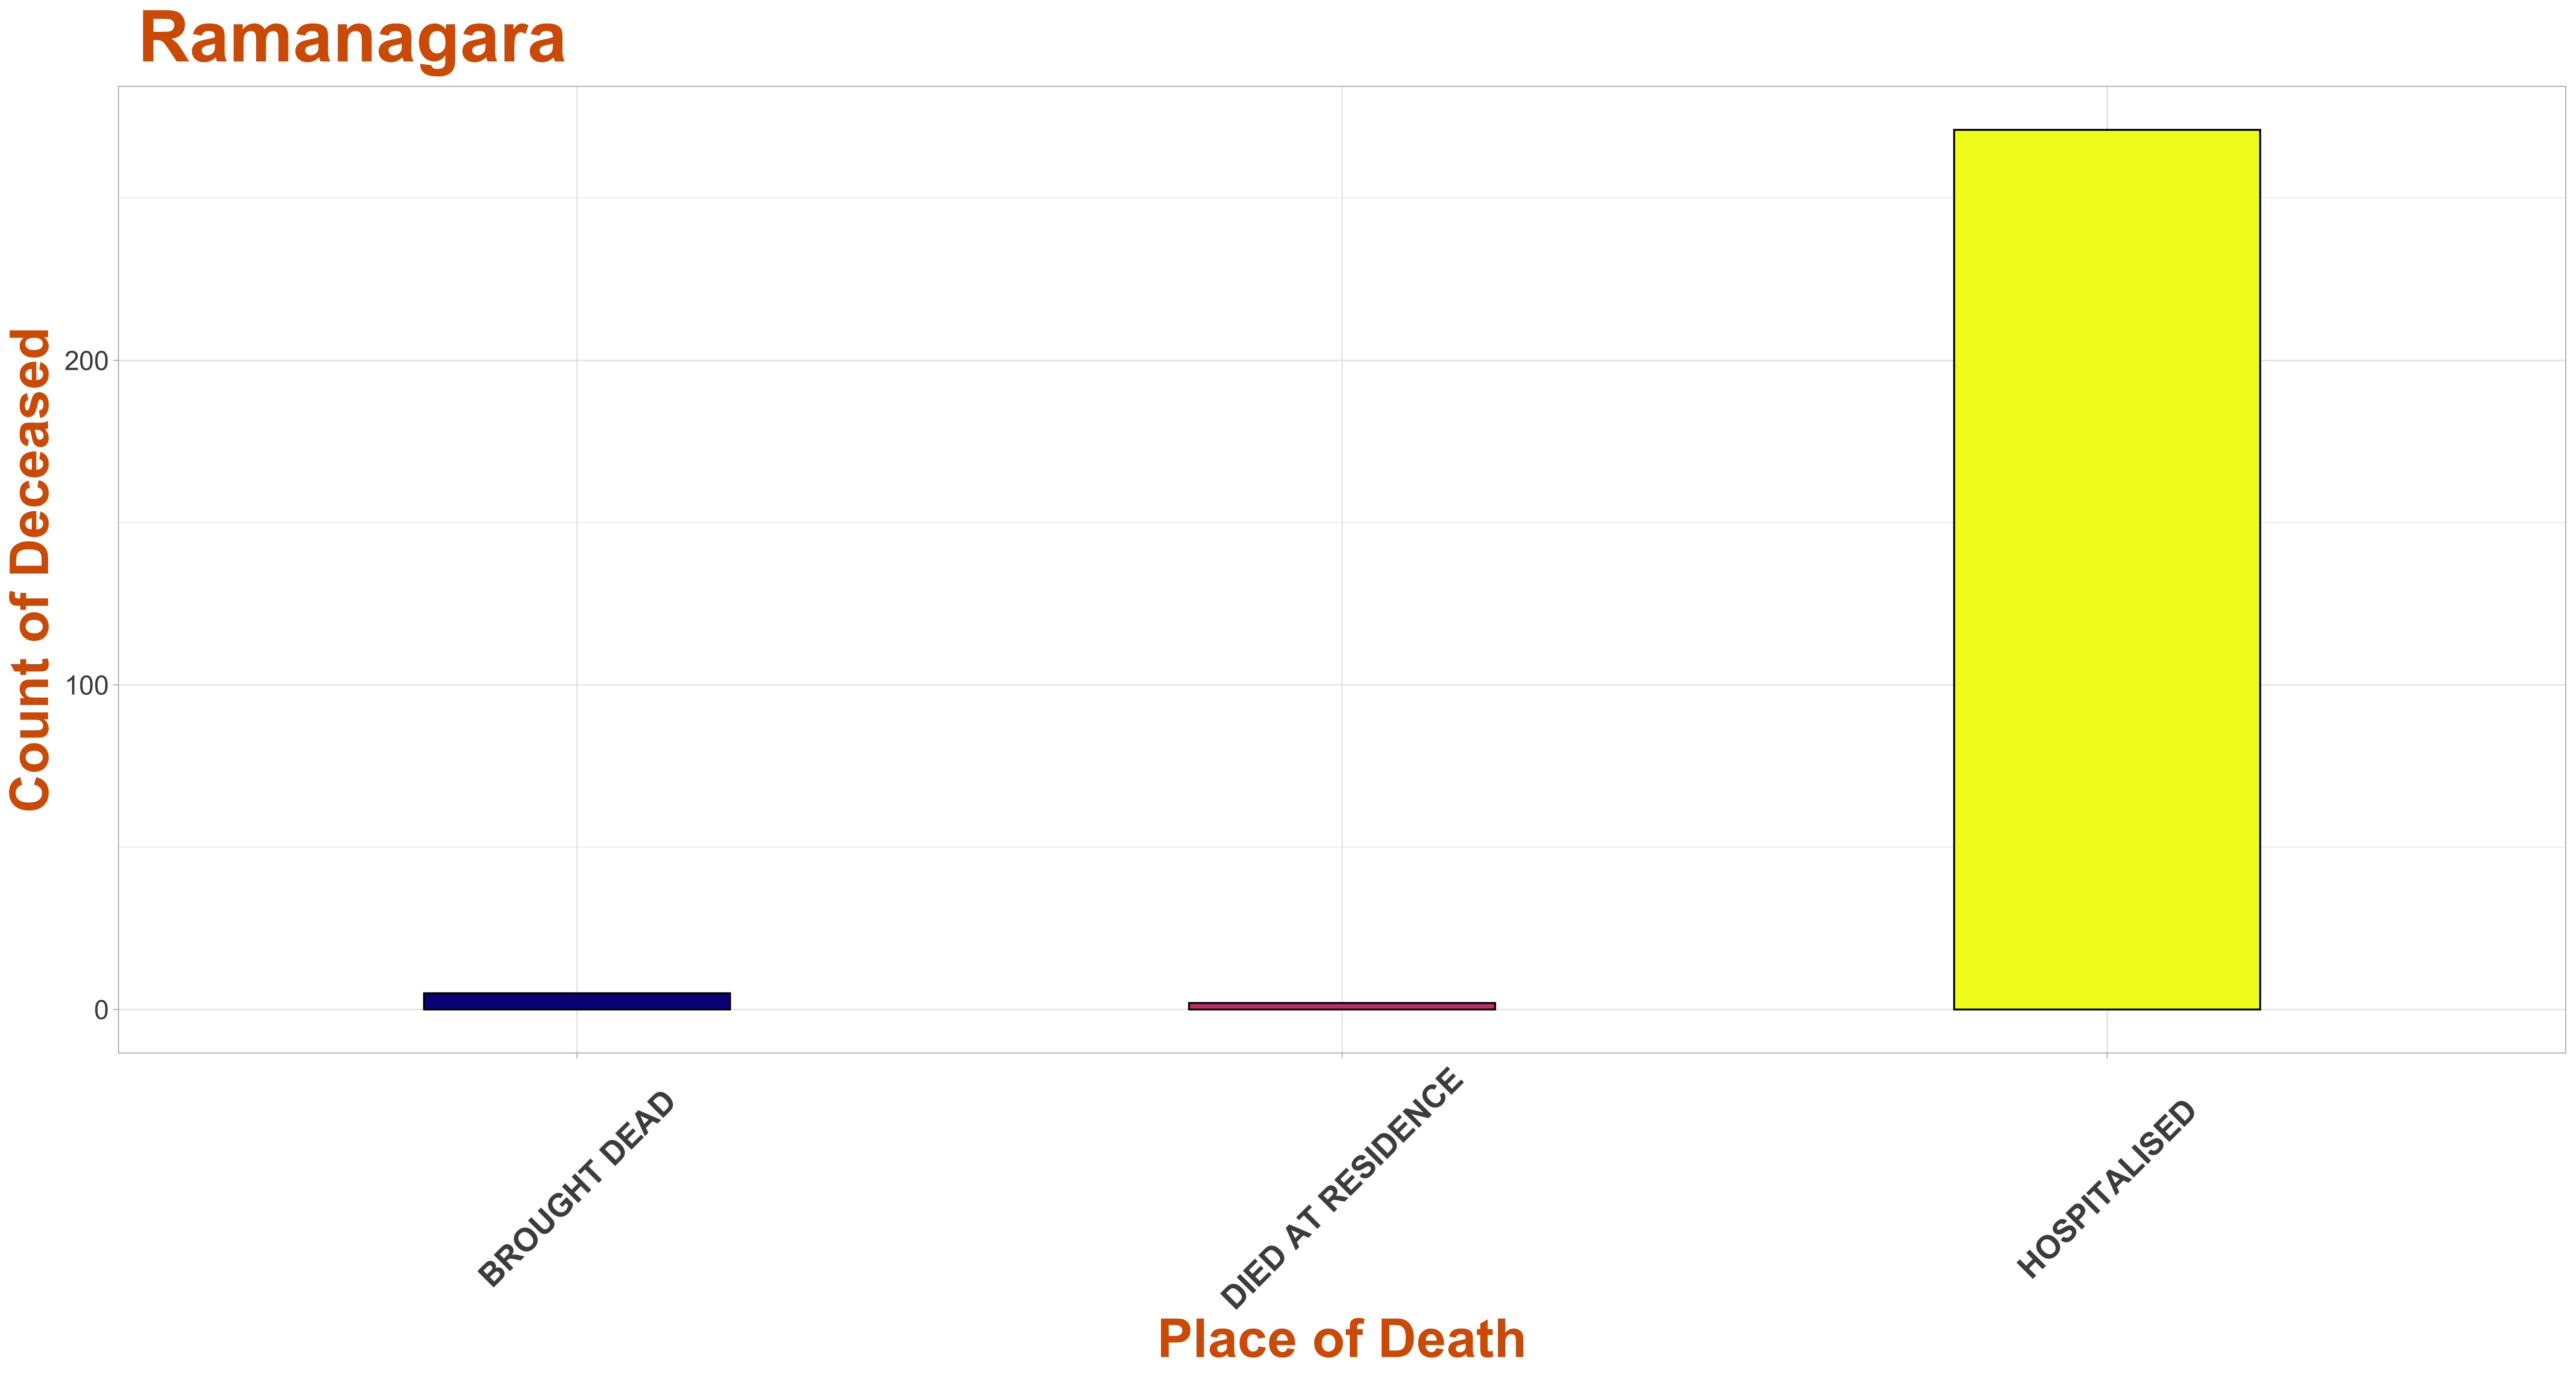 Ramanagara
Count of Deceased
200
100
0
BROUGHT DEAD
DIED AT RESIDENCE
HOSPITALISED
Place of Death